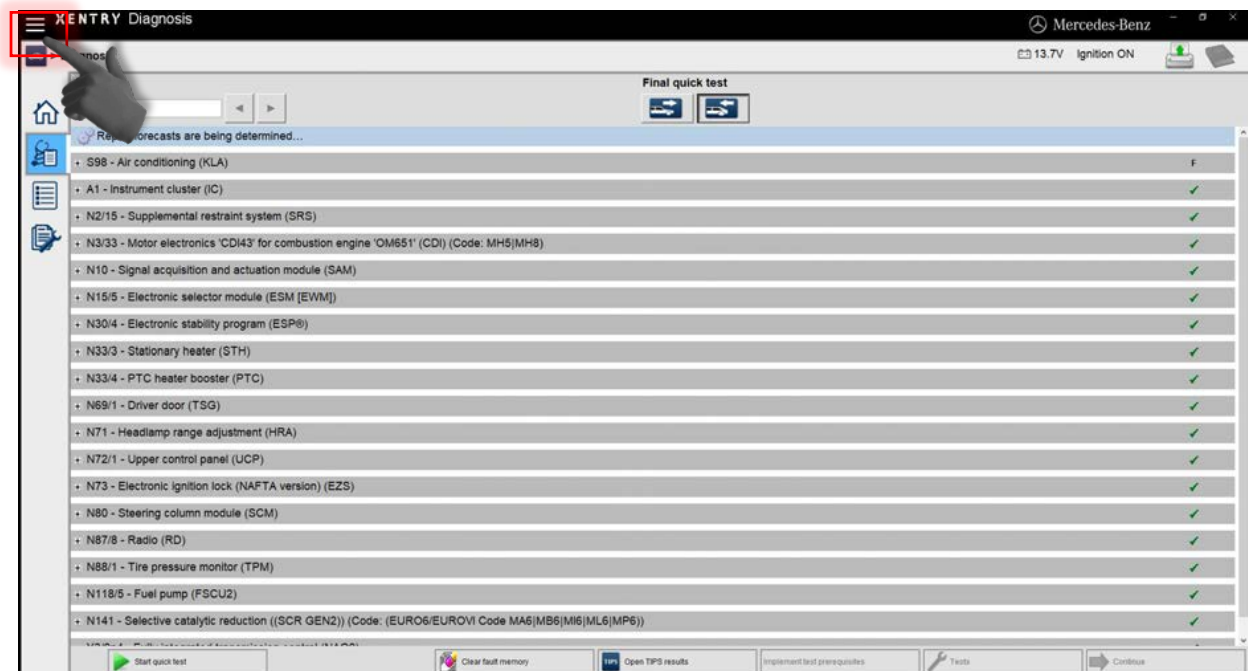 XENTRY Diagnosis
Mercedes-Benz
13.7V Ignition ON
Final quick test
forecasts are being determined...
+ S98 - Air conditioning (KLA) F
+ A1 - Instrument cluster (IC) ✓
+ N2/15 - Supplemental restraint system (SRS) ✓
+ N3/33 - Motor electronics 'CDI43' for combustion engine 'OM651' (CDI) (Code: MH5|MH8) ✓
+ N10 - Signal acquisition and actuation module (SAM) ✓
+ N15/5 - Electronic selector module (ESM [EWM]) ✓
+ N30/4 - Electronic stability program (ESP®) ✓
+ N33/3 - Stationary heater (STH) ✓
+ N33/4 - PTC heater booster (PTC) ✓
+ N69/1 - Driver door (TSG) ✓
+ N71 - Headlamp range adjustment (HRA) ✓
+ N72/1 - Upper control panel (UCP) ✓
+ N73 - Electronic ignition lock (NAFTA version) (EZS) ✓
+ N80 - Steering column module (SCM) ✓
+ N87/8 - Radio (RD) ✓
+ N88/1 - Tire pressure monitor (TPM) ✓
+ N118/5 - Fuel pump (FSCU2) ✓
+ N141 - Selective catalytic reduction ((SCR GEN2)) (Code: (EURO6/EUROVI Code MA6|MB6|MI6|ML6|MP6)) ✓
Start quick test
Clear fault memory
TIPS Open TIPS results
Implement test prerequisites
Tests
Continue